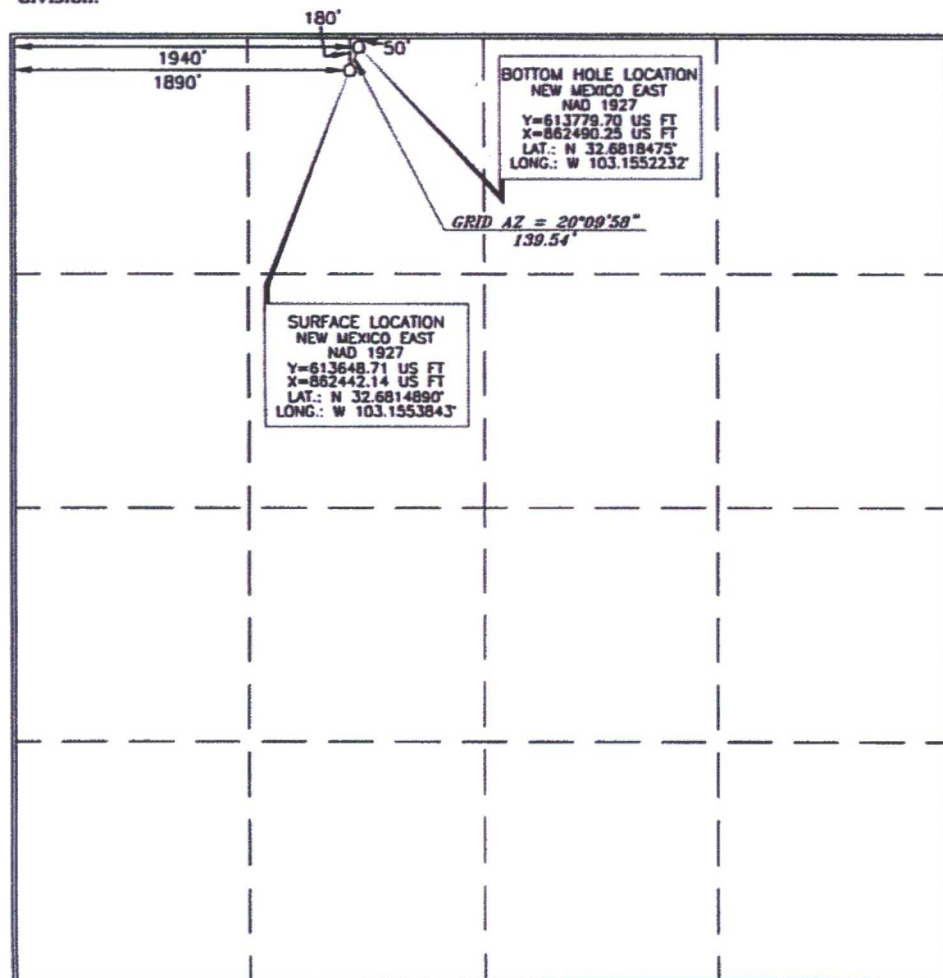 division.
180'
50'
1940'
1890'
BOTTOM HOLE LOCATION
NEW MEXICO EAST
NAD 1927
Y=613779.70 US FT
X=862490.25 US FT
LAT.: N 32.6818475°
LONG.: W 103.1552232°
GRID AZ = 20°09'58"
139.54'
SURFACE LOCATION
NEW MEXICO EAST
NAD 1927
Y=613648.71 US FT
X=862442.14 US FT
LAT.: N 32.6814890°
LONG.: W 103.1553843°